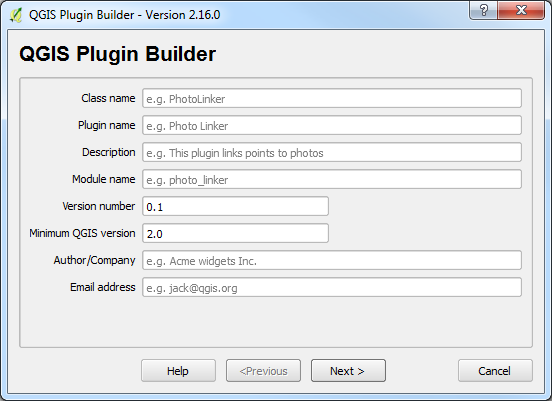 QGIS Plugin Builder - Version 2.16.0
?
QGIS Plugin Builder
Class name e.g. PhotoLinker
Plugin name e.g. Photo Linker
Description e.g. This plugin links points to photos
Module name e.g. photo_linker
Version number 0.1
Minimum QGIS version 2.0
Author/Company e.g. Acme widgets Inc.
Email address e.g. jack@qgis.org
Help <Previous Next > Cancel